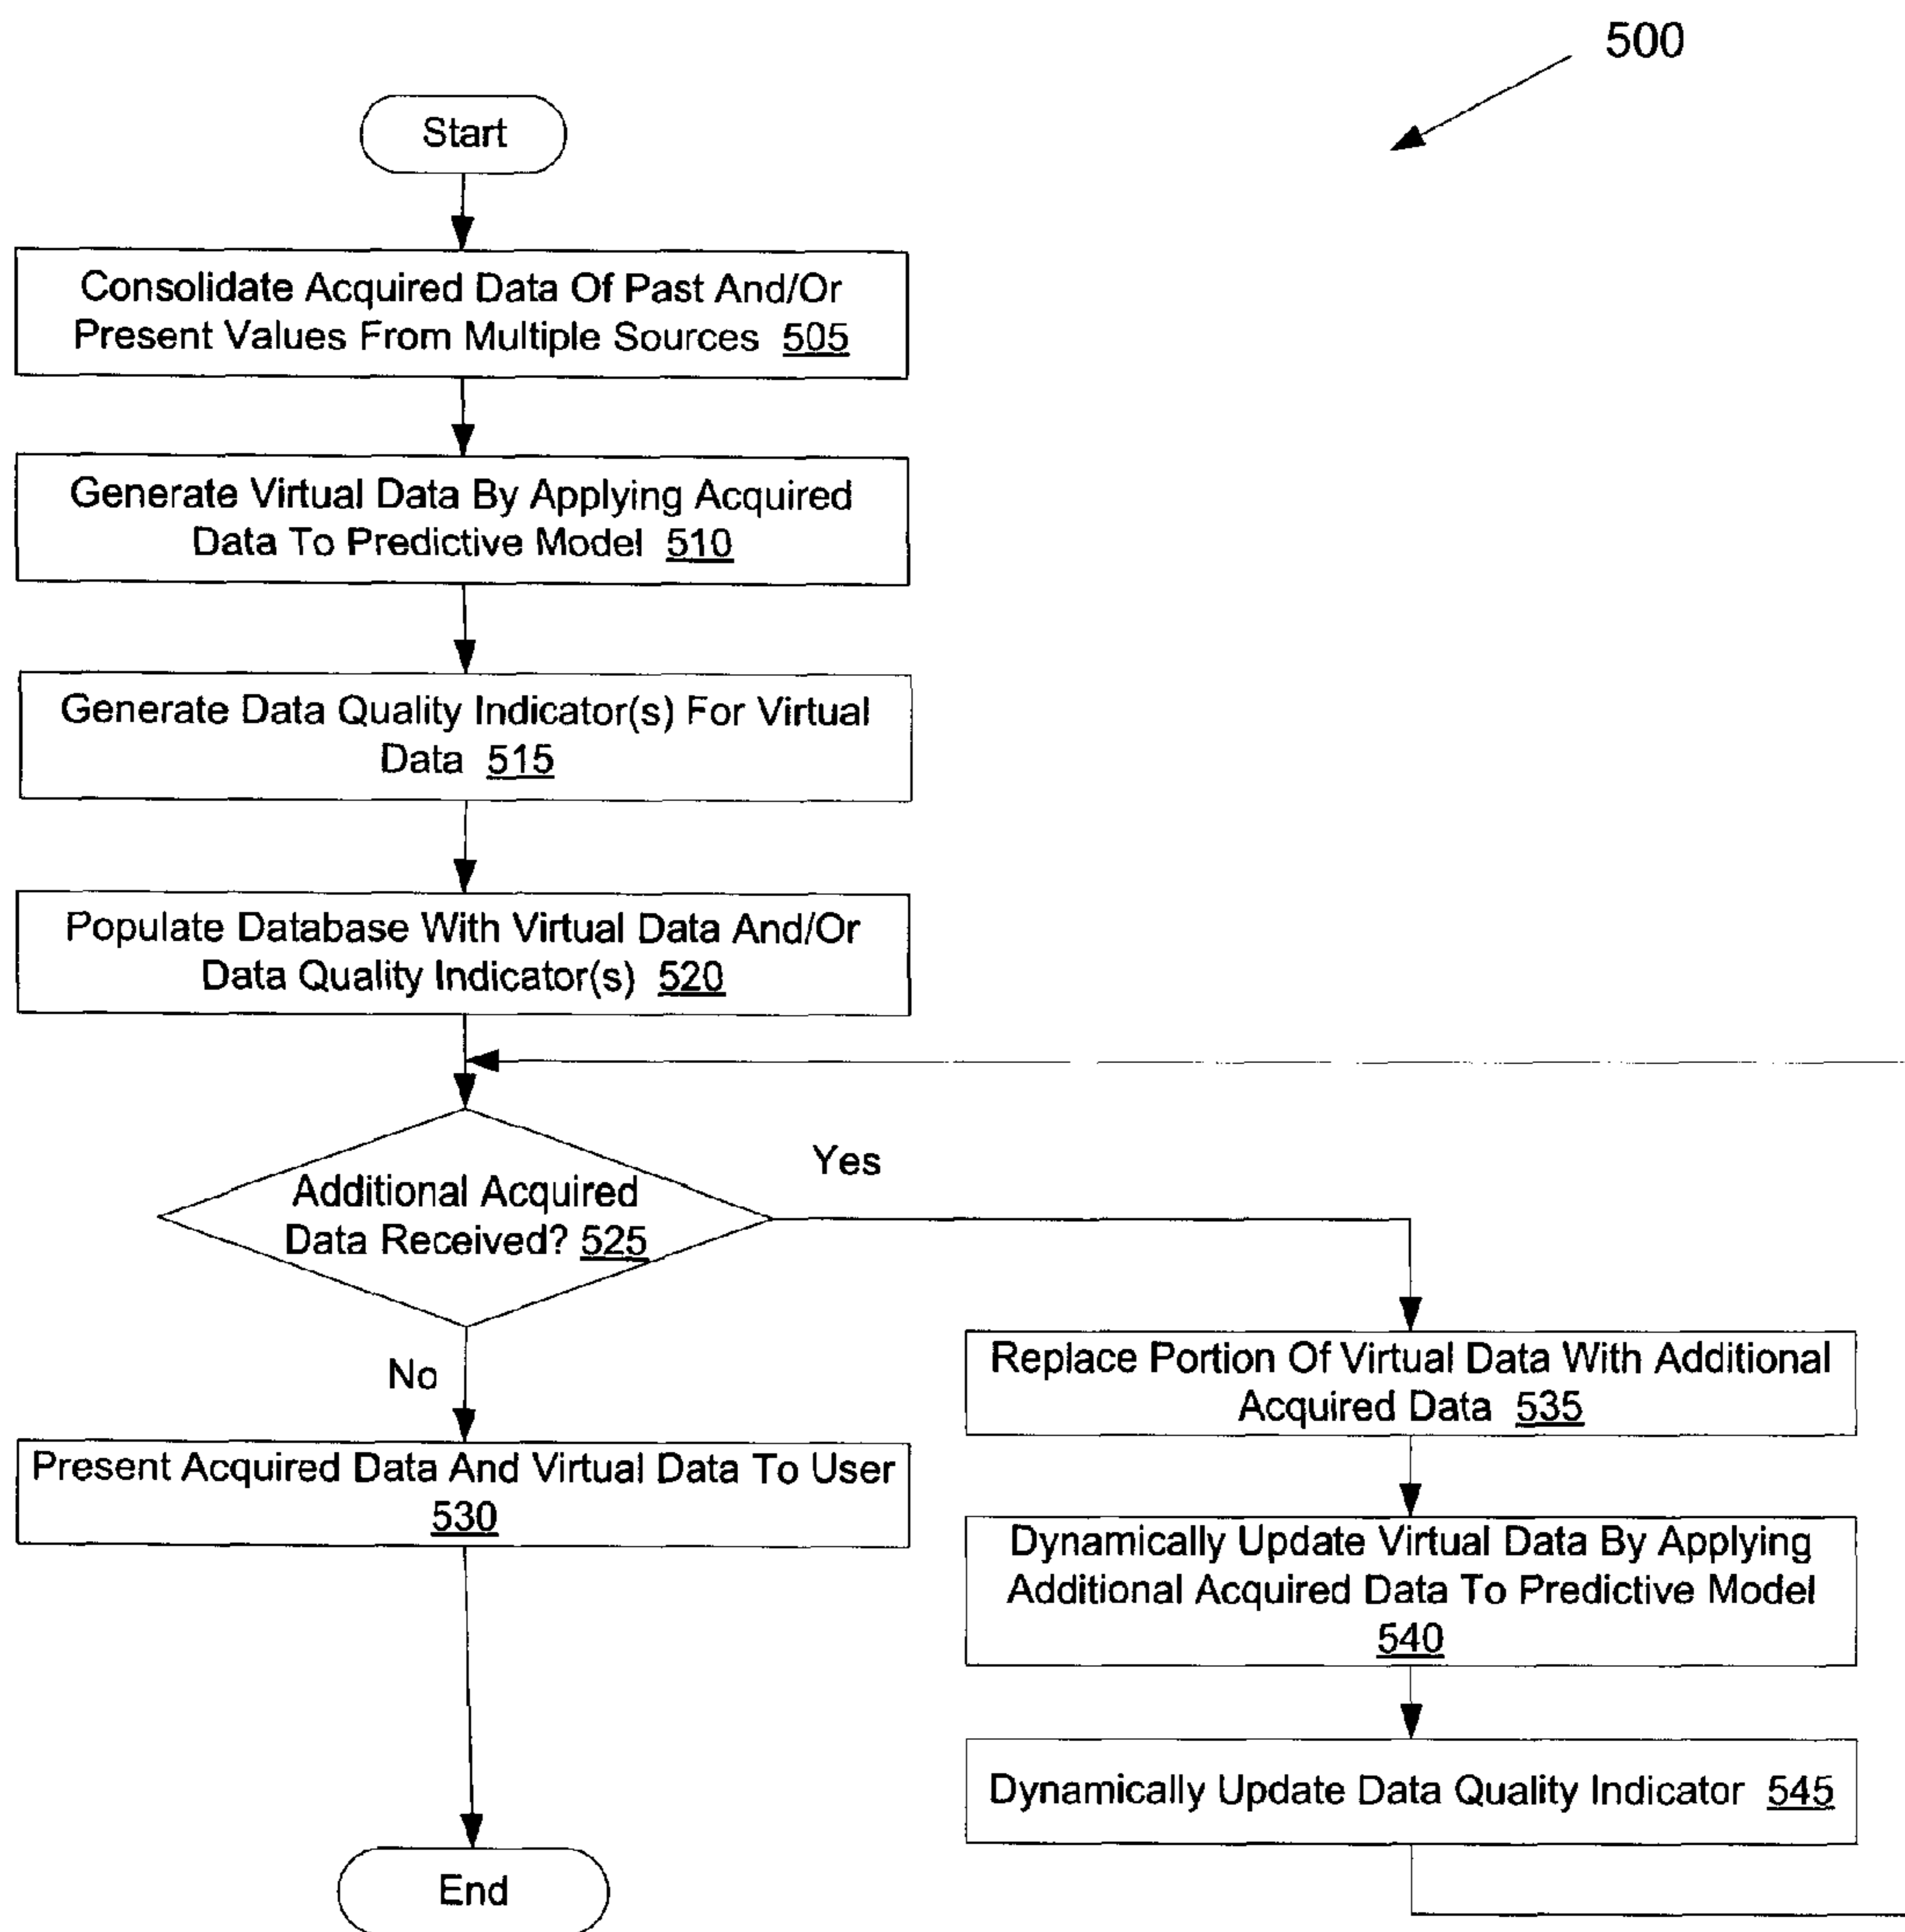 500
Start
Consolidate Acquired Data Of Past And/Or
Present Values From Multiple Sources 505
Generate Virtual Data By Applying Acquired
Data To Predictive Model 510
Generate Data Quality Indicator(s) For Virtual
Data 515
Populate Database With Virtual Data And/Or
Data Quality Indicator(s) 520
Additional Acquired
Data Received? 525
Yes
No
Present Acquired Data And Virtual Data To User
530
Replace Portion Of Virtual Data With Additional
Acquired Data 535
Dynamically Update Virtual Data By Applying
Additional Acquired Data To Predictive Model
540
Dynamically Update Data Quality Indicator 545
End